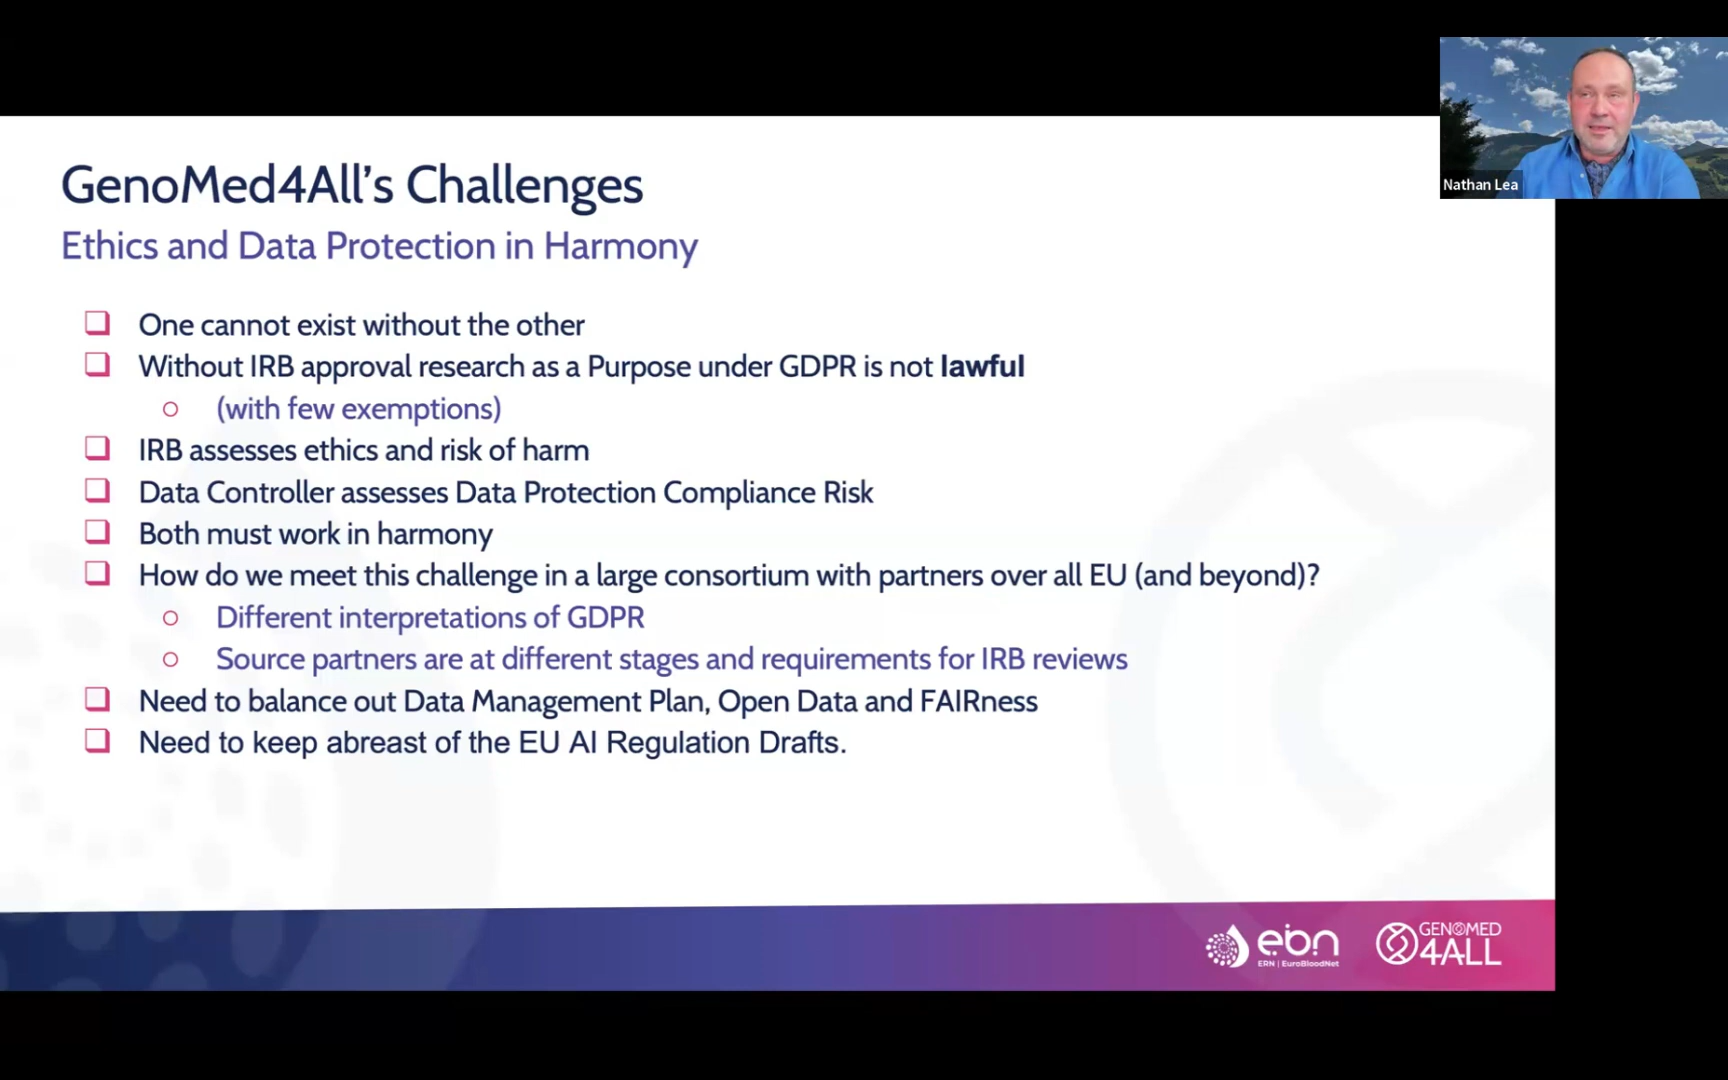 GenoMed4All’s Challenges
Ethics and Data Protection in Harmony
One cannot exist without the other
Without IRB approval research as a Purpose under GDPR is not lawful
(with few exemptions)
IRB assesses ethics and risk of harm
Data Controller assesses Data Protection Compliance Risk
Both must work in harmony
How do we meet this challenge in a large consortium with partners over all EU (and beyond)?
Different interpretations of GDPR
Source partners are at different stages and requirements for IRB reviews
Need to balance out Data Management Plan, Open Data and FAIRness
Need to keep abreast of the EU AI Regulation Drafts.
Nathan Lea
ebn
ERN | EuroBloodNet
GENOMED
4ALL